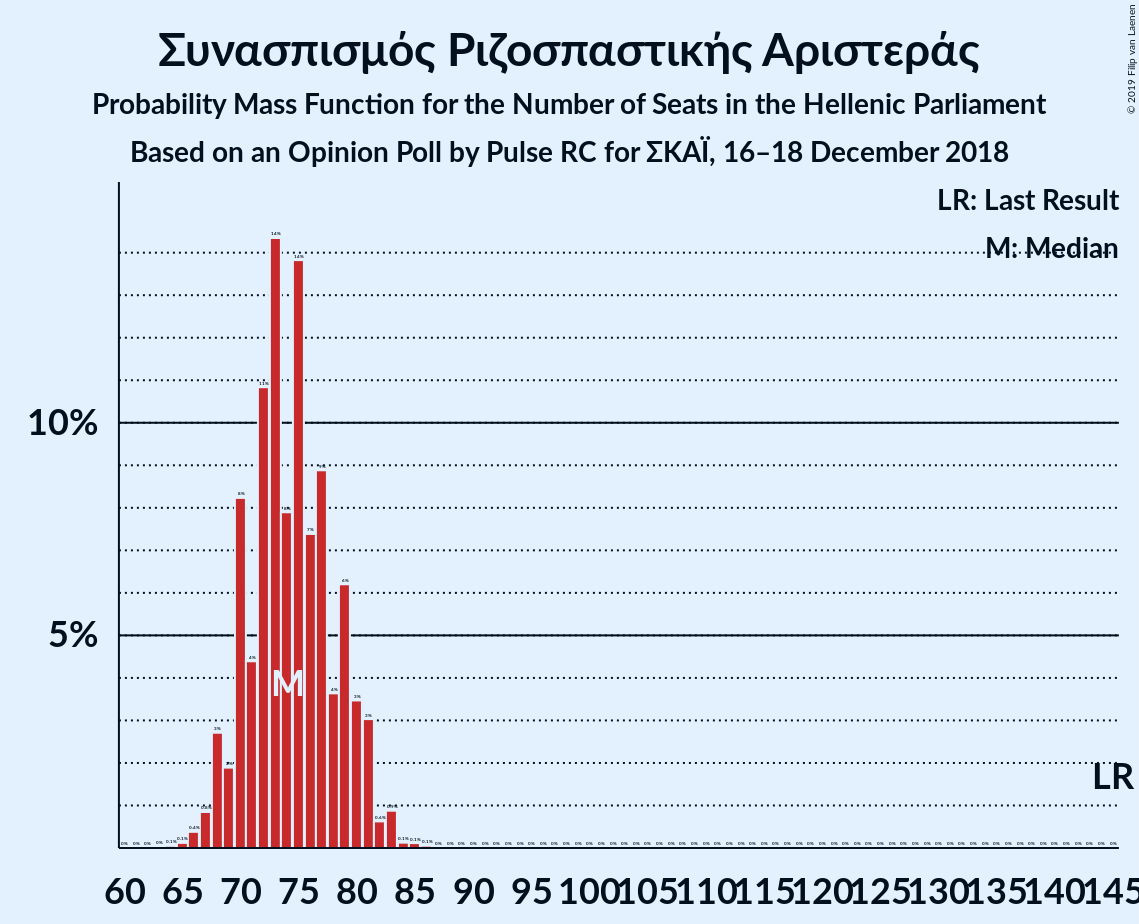 © 2019 Filip van Laenen
Συνασπισμός Ριζοσπαστικής Αριστεράς
Probability Mass Function for the Number of Seats in the Hellenic Parliament
Based on an Opinion Poll by Pulse RC for ΣΚΑΪ, 16–18 December 2018
LR: Last Result
M: Median
10%
5%
M
LR
60 65 70 75 80 85 90 95 100 105 110 115 120 125 130 135 140 145